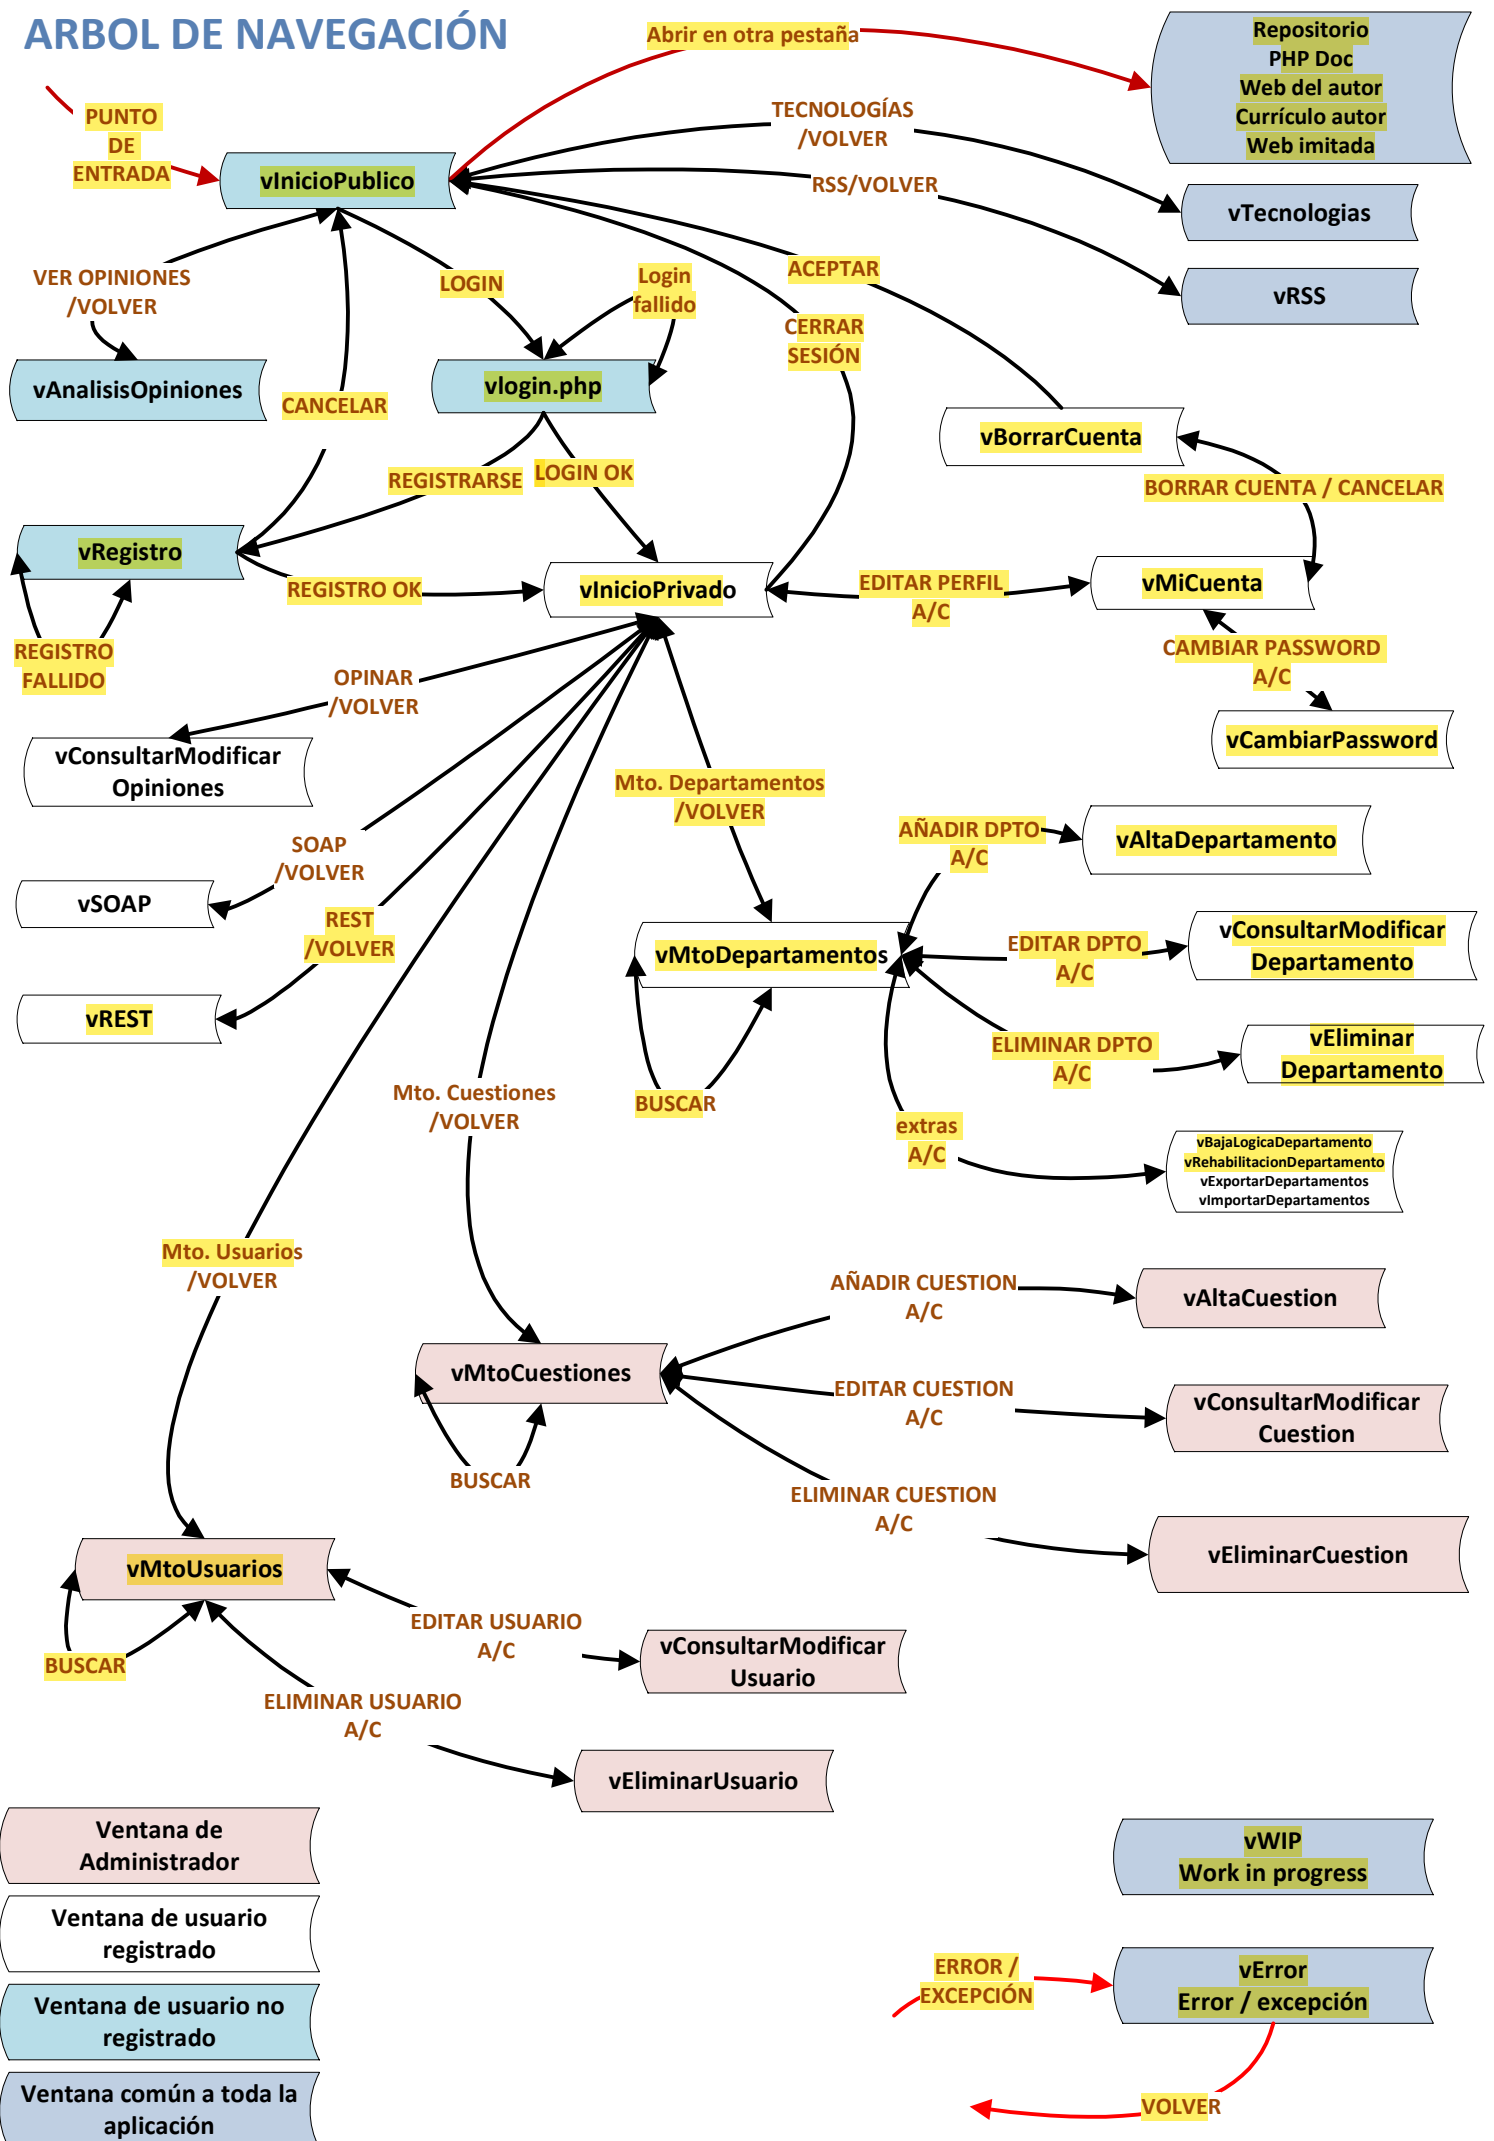 ARBOL DE NAVEGACIÓN
Abrir en otra pestaña
Repositorio
PHP Doc
Web del autor
Currículo autor
Web imitada
PUNTO
DE
ENTRADA
vInicioPublico
TECNOLOGÍAS
/VOLVER
RSS/VOLVER
vTecnologias
vRSS
VER OPINIONES
/VOLVER
LOGIN
Login
fallido
ACEPTAR
CERRAR
SESIÓN
vAnalisisOpiniones
CANCELAR
vlogin.php
vBorrarCuenta
REGISTRARSE
LOGIN OK
BORRAR CUENTA / CANCELAR
vRegistro
REGISTRO OK
vInicioPrivado
EDITAR PERFIL
A/C
vMiCuenta
REGISTRO
FALLIDO
CAMBIAR PASSWORD
A/C
OPINAR
/VOLVER
vCambiarPassword
vConsultarModificar
Opiniones
Mto. Departamentos
/VOLVER
SOAP
/VOLVER
AÑADIR DPTO
A/C
vAltaDepartamento
vSOAP
REST
/VOLVER
vMtoDepartamentos
EDITAR DPTO
A/C
vConsultarModificar
Departamento
vREST
ELIMINAR DPTO
A/C
vEliminar
Departamento
Mto. Cuestiones
/VOLVER
BUSCAR
extras
A/C
vBajaLogicaDepartamento
vRehabilitacionDepartamento
vExportarDepartamentos
vImportarDepartamentos
Mto. Usuarios
/VOLVER
AÑADIR CUESTION
A/C
vAltaCuestion
vMtoCuestiones
EDITAR CUESTION
A/C
vConsultarModificar
Cuestion
BUSCAR
ELIMINAR CUESTION
A/C
vEliminarCuestion
vMtoUsuarios
EDITAR USUARIO
A/C
vConsultarModificar
Usuario
BUSCAR
ELIMINAR USUARIO
A/C
vEliminarUsuario
Ventana de
Administrador
vWIP
Work in progress
Ventana de usuario
registrado
ERROR /
EXCEPCIÓN
vError
Error / excepción
Ventana de usuario no
registrado
Ventana común a toda la
aplicación
VOLVER